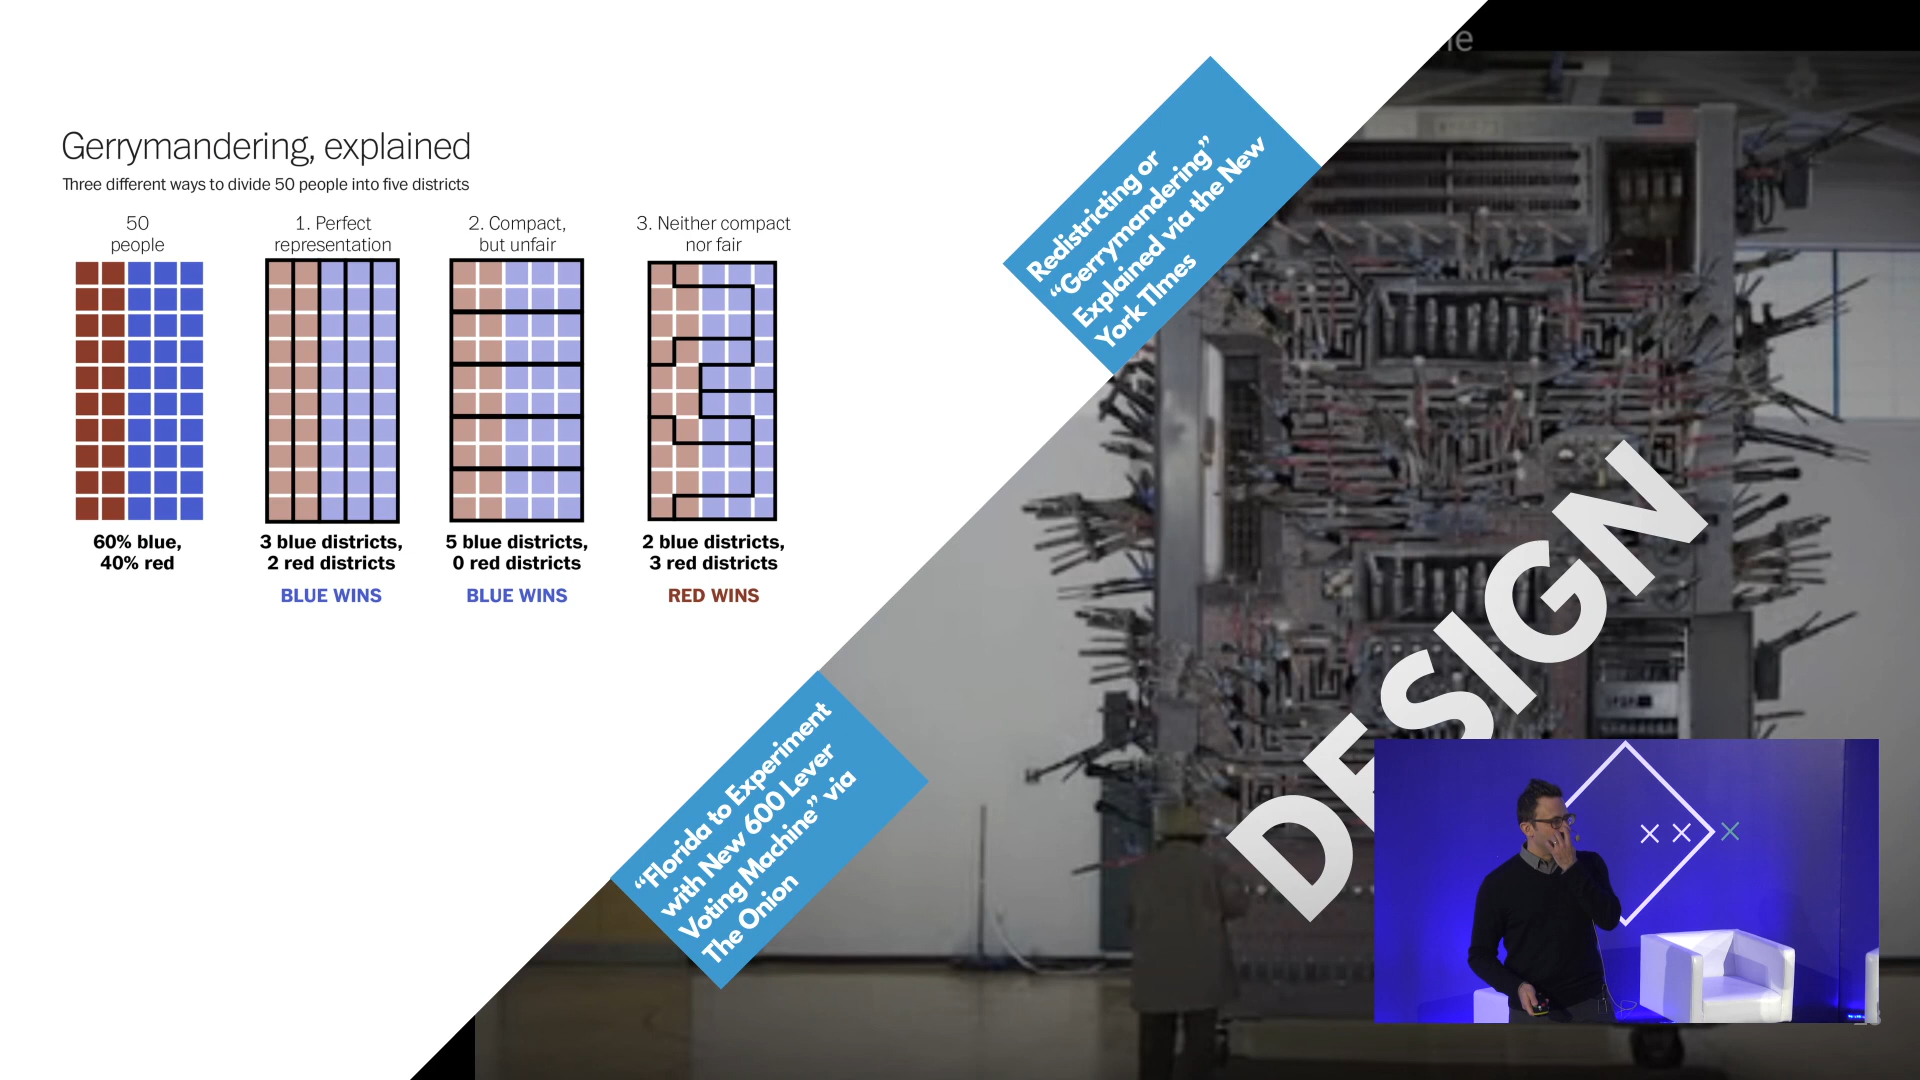 Gerrymandering, explained
Three different ways to divide 50 people into five districts
50
people
1. Perfect
representation
2. Compact,
but unfair
3. Neither compact
nor fair
60% blue,
40% red
3 blue districts,
2 red districts
5 blue districts,
0 red districts
2 blue districts,
3 red districts
BLUE WINS
BLUE WINS
RED WINS
Redistricting or
“Gerrymandering”
Explained via the New
York TImes
“Florida to Experiment
with New 600 Lever
Voting Machine” via
The Onion
DESIGN